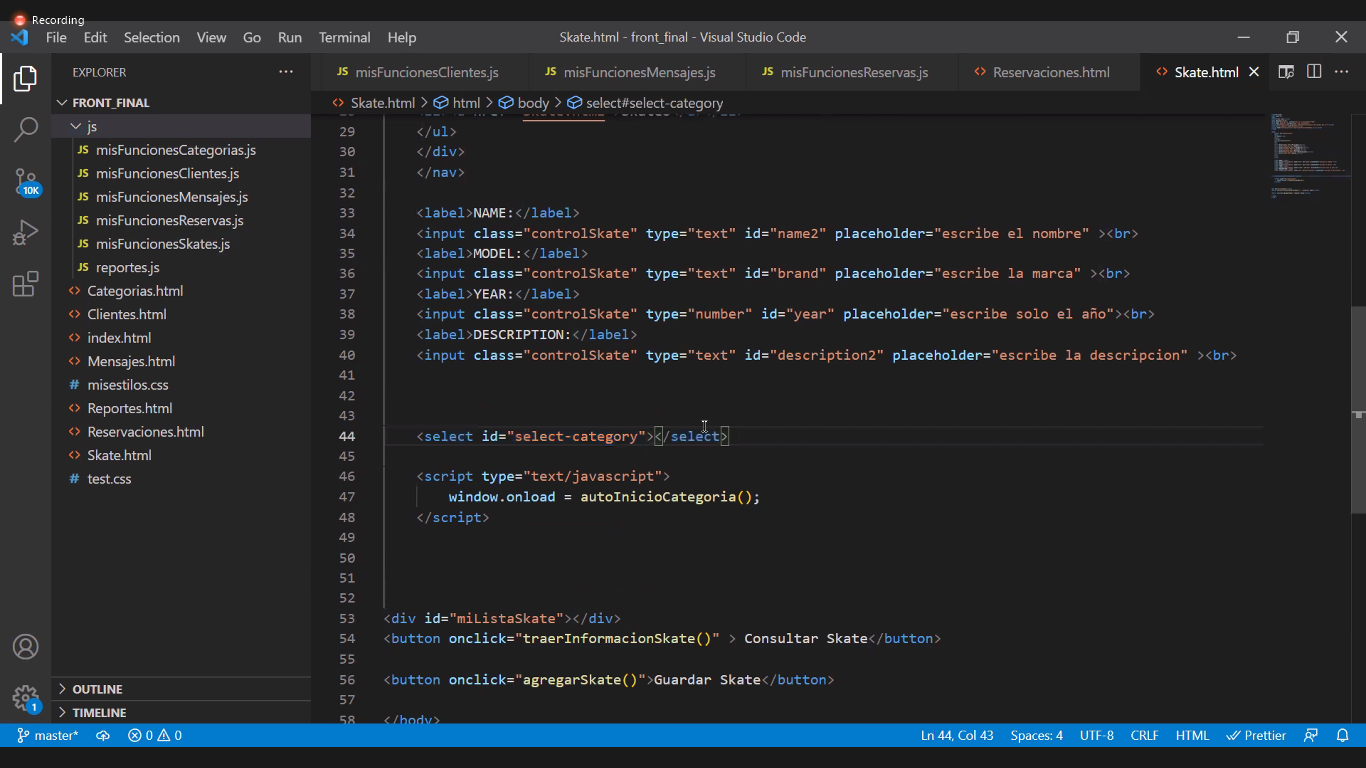 Recording
File Edit Selection View Go Run Terminal Help
Skate.html - front_final - Visual Studio Code
EXPLORER
JS misFuncionesClientes.js
JS misFuncionesMensajes.js
JS misFuncionesReservas.js
<> Reservaciones.html
<> Skate.html
FRONT_FINAL
<> Skate.html > html > body > select#select-category
js
JS misFuncionesCategorias.js
JS misFuncionesClientes.js
JS misFuncionesMensajes.js
JS misFuncionesReservas.js
JS misFuncionesSkates.js
JS reportes.js
<> Categorias.html
<> Clientes.html
<> index.html
<> Mensajes.html
# misestilos.css
<> Reportes.html
<> Reservaciones.html
<> Skate.html
# test.css
10K
1
OUTLINE
TIMELINE
29 </ul>
30 </div>
31 </nav>
32
33 <label>NAME:</label>
34 <input class="controlSkate" type="text" id="name2" placeholder="escribe el nombre" ><br>
35 <label>MODEL:</label>
36 <input class="controlSkate" type="text" id="brand" placeholder="escribe la marca" ><br>
37 <label>YEAR:</label>
38 <input class="controlSkate" type="number" id="year" placeholder="escribe solo el año"><br>
39 <label>DESCRIPTION:</label>
40 <input class="controlSkate" type="text" id="description2" placeholder="escribe la descripcion" ><br>
41
42
43
44 <select id="select-category"></select>
45
46 <script type="text/javascript">
47 window.onload = autoInicioCategoria();
48 </script>
49
50
51
52
53 <div id="miListaSkate"></div>
54 <button onclick="traerInformacionSkate()" > Consultar Skate</button>
55
56 <button onclick="agregarSkate()">Guardar Skate</button>
57
58 </body>
master* 0 0 Ln 44, Col 43 Spaces: 4 UTF-8 CRLF HTML Prettier